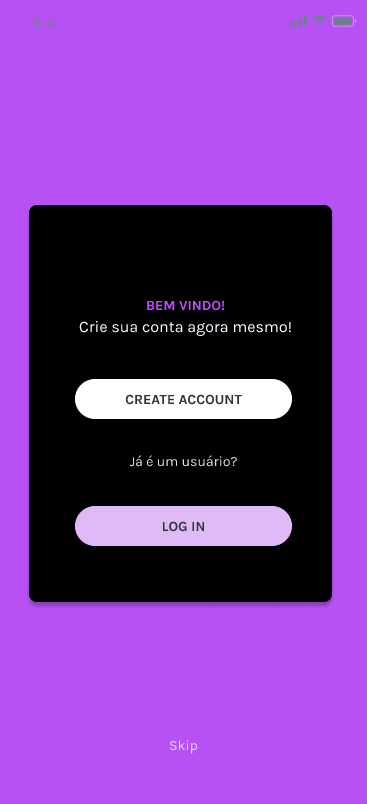 9:41
BEM VINDO!
Crie sua conta agora mesmo!
CREATE ACCOUNT
Já é um usuário?
LOG IN
Skip